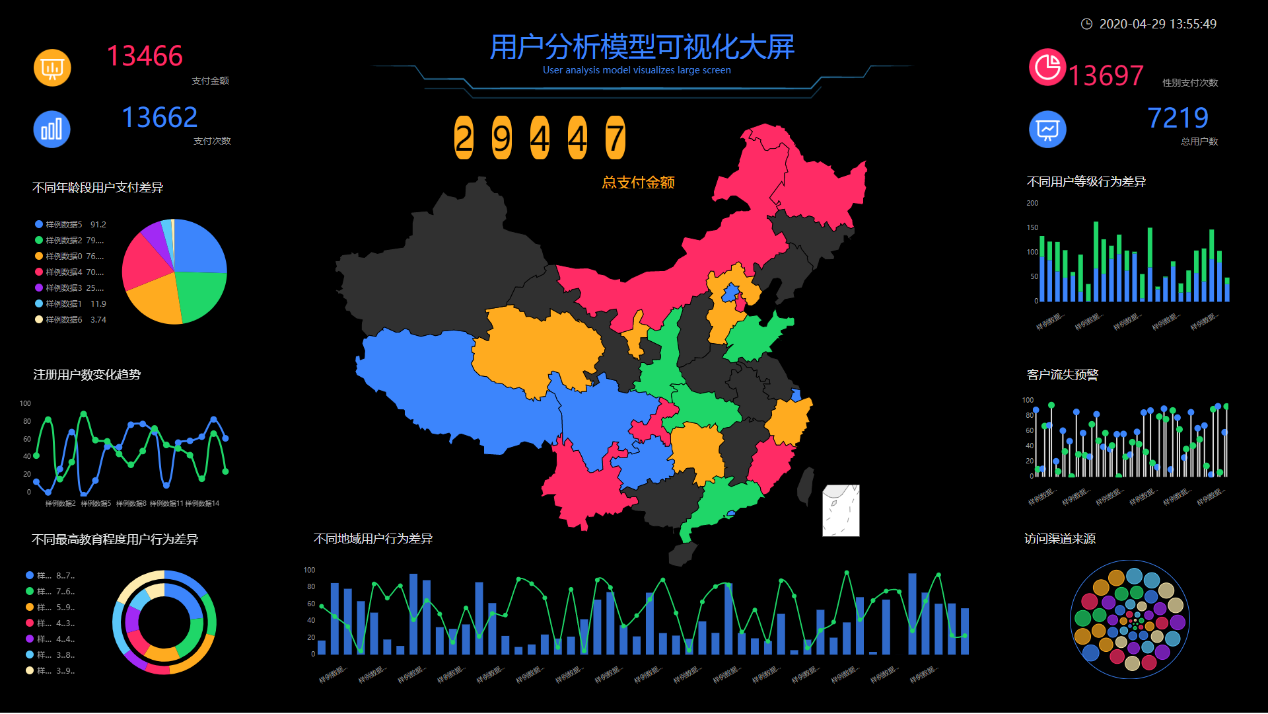 2020-04-29 13:55:49
用户分析模型可视化大屏
User analysis model visualizes large screen
13466
支付金额
13662
支付次数
13697
性别支付次数
7219
总用户数
2 9 4 4 4 7
总支付金额
不同年龄段用户支付差异
样例数据5 91.2
样例数据2 79....
样例数据0 76....
样例数据4 70....
样例数据3 25....
样例数据1 11.9
样例数据6 3.74
不同用户等级行为差异
200
150
100
50
0
样例数据... 样例数据... 样例数据... 样例数据... 样例数据...
注册用户数变化趋势
100
80
60
40
20
0
样例数据2 样例数据5 样例数据8 样例数据11 样例数据14
客户流失预警
100
80
60
40
20
0
样例数据... 样例数据... 样例数据... 样例数据... 样例数据... 样例数据...
不同最高教育程度用户行为差异
样... 8..7..
样... 7..6..
样... 5..9..
样... 4..3..
样... 4..4..
样... 3..8..
样... 3..9..
不同地域用户行为差异
100
80
60
40
20
0
样例数据... 样例数据... 样例数据... 样例数据... 样例数据... 样例数据... 样例数据... 样例数据... 样例数据... 样例数据... 样例数据... 样例数据... 样例数据... 样例数据... 样例数据... 样例数据...
访问渠道来源